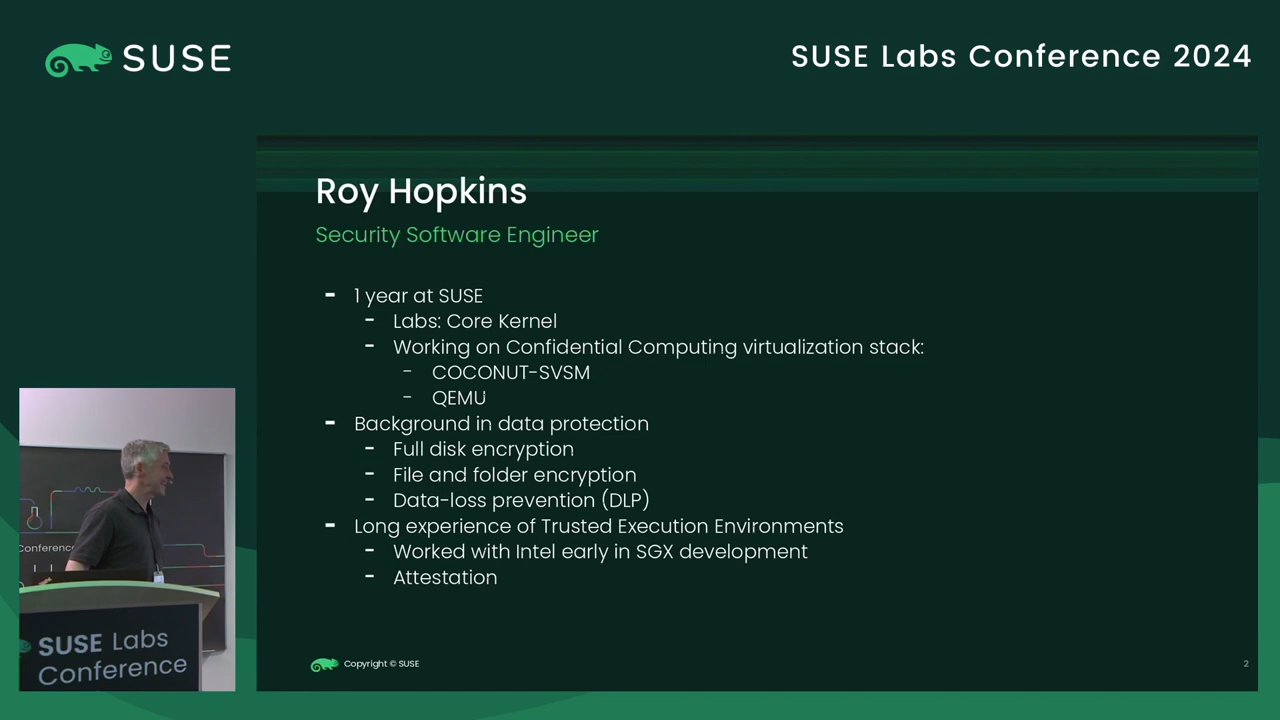 SUSE
SUSE Labs Conference 2024
Roy Hopkins
Security Software Engineer
- 1 year at SUSE
- Labs: Core Kernel
- Working on Confidential Computing virtualization stack:
- COCONUT-SVSM
- QEMU
- Background in data protection
- Full disk encryption
- File and folder encryption
- Data-loss prevention (DLP)
- Long experience of Trusted Execution Environments
- Worked with Intel early in SGX development
- Attestation
Copyright © SUSE
2
Conference
SUSE Labs
Conference